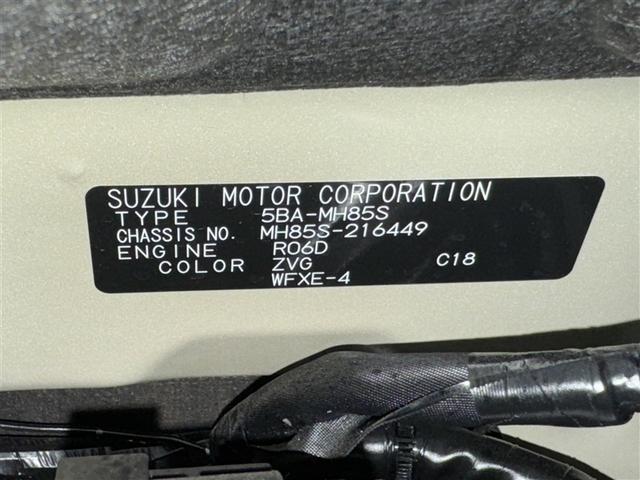 SUZUKI MOTOR CORPORATION
TYPE 5BA-MH85S
CHASSIS NO. MH85S-216449
ENGINE R06D
COLOR ZVG C18
WFXE-4